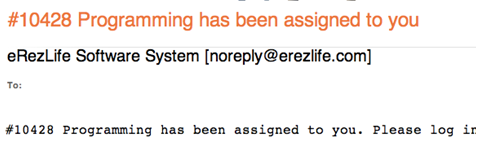 #10428 Programming has been assigned to you
eRezLife Software System [noreply@erezlife.com]
To:
#10428 Programming has been assigned to you. Please log in